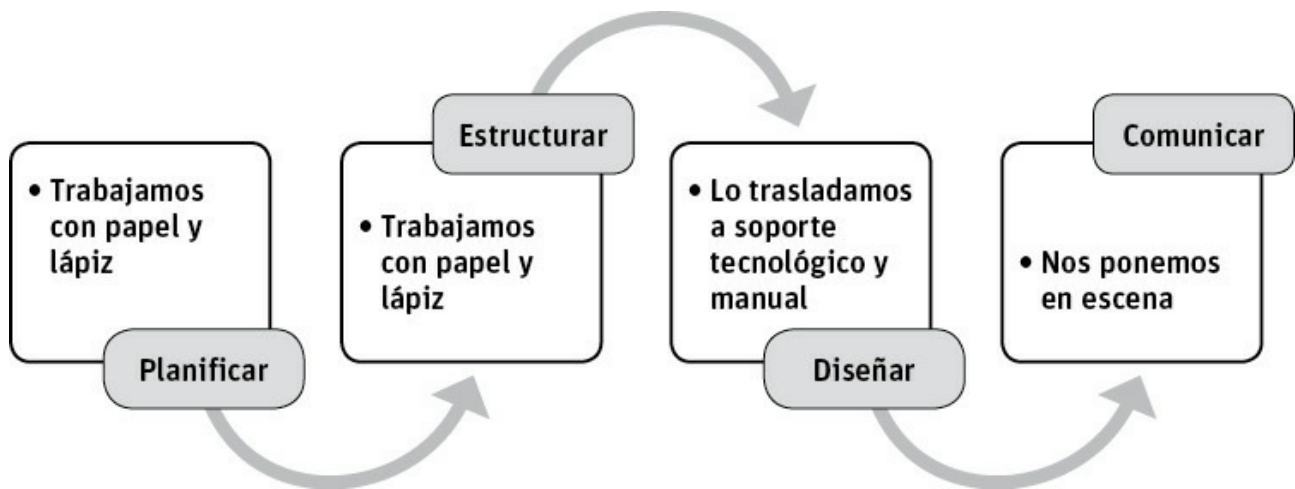 • Trabajamos
con papel y
lápiz
Planificar
Estructurar
• Trabajamos
con papel y
lápiz
• Lo trasladamos
a soporte
tecnológico y
manual
Diseñar
Comunicar
• Nos ponemos
en escena